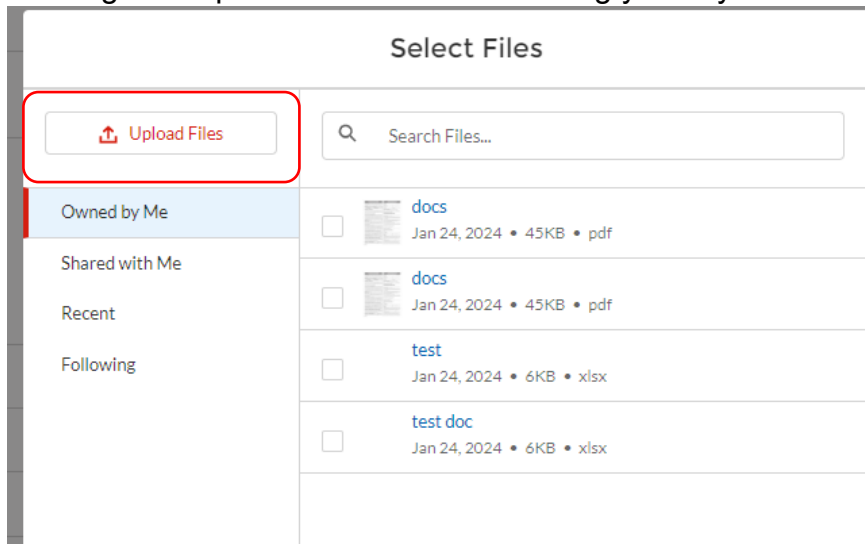 Select Files
Upload Files
Search Files...
Owned by Me
Shared with Me
Recent
Following
docs
Jan 24, 2024 • 45KB • pdf
docs
Jan 24, 2024 • 45KB • pdf
test
Jan 24, 2024 • 6KB • xlsx
test doc
Jan 24, 2024 • 6KB • xlsx